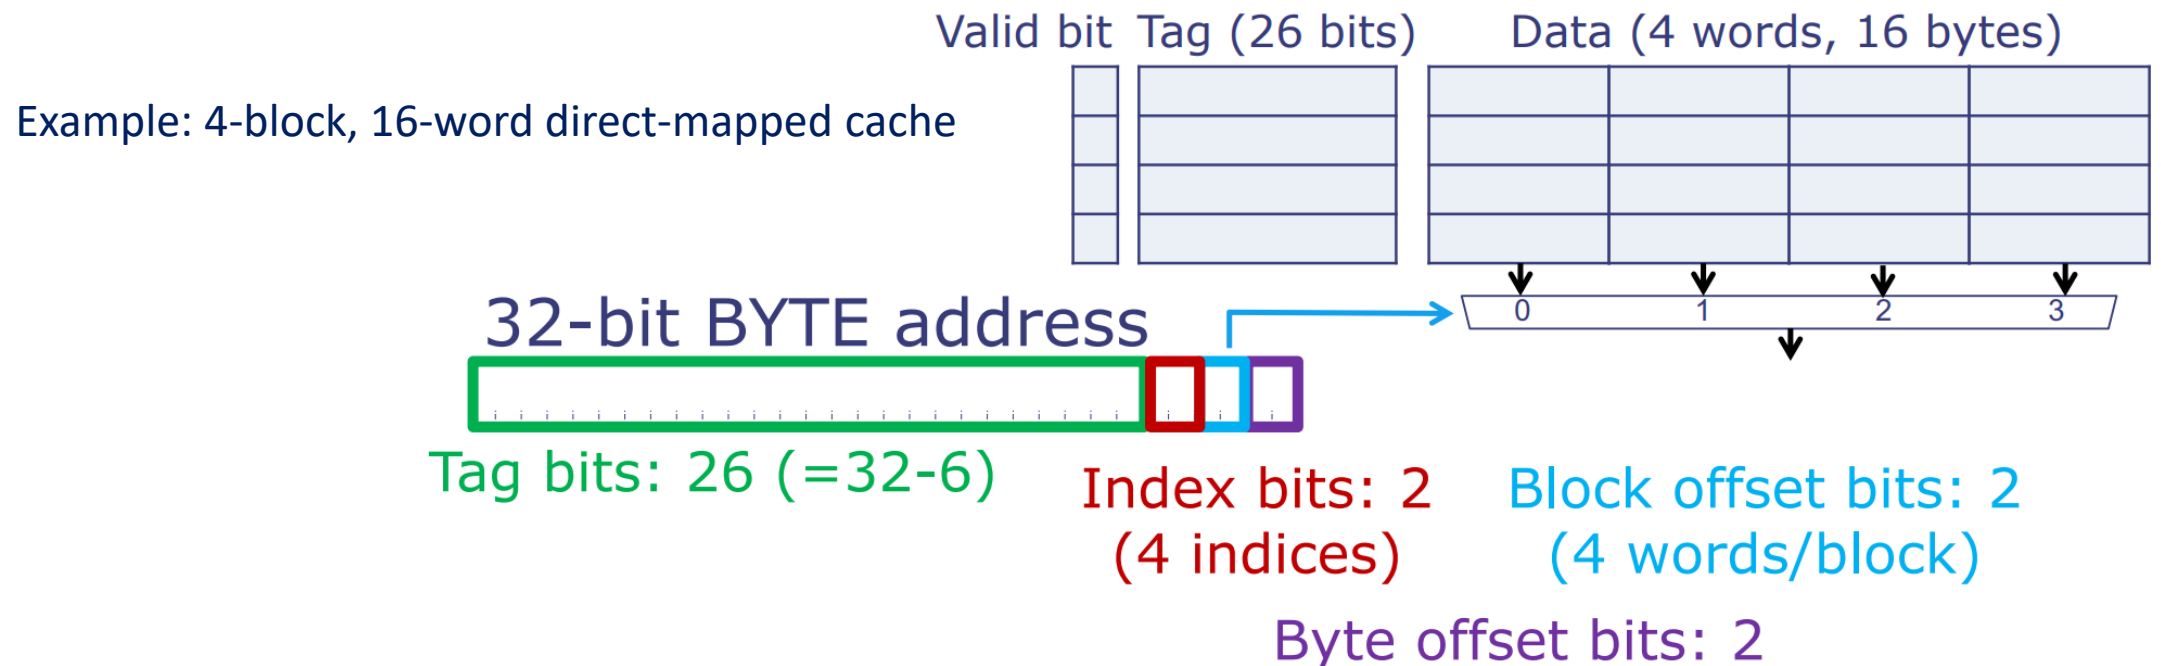 Valid bit Tag (26 bits) Data (4 words, 16 bytes)
Example: 4-block, 16-word direct-mapped cache
0 1 2 3
32-bit BYTE address
Tag bits: 26 (=32-6)
Index bits: 2
(4 indices)
Block offset bits: 2
(4 words/block)
Byte offset bits: 2